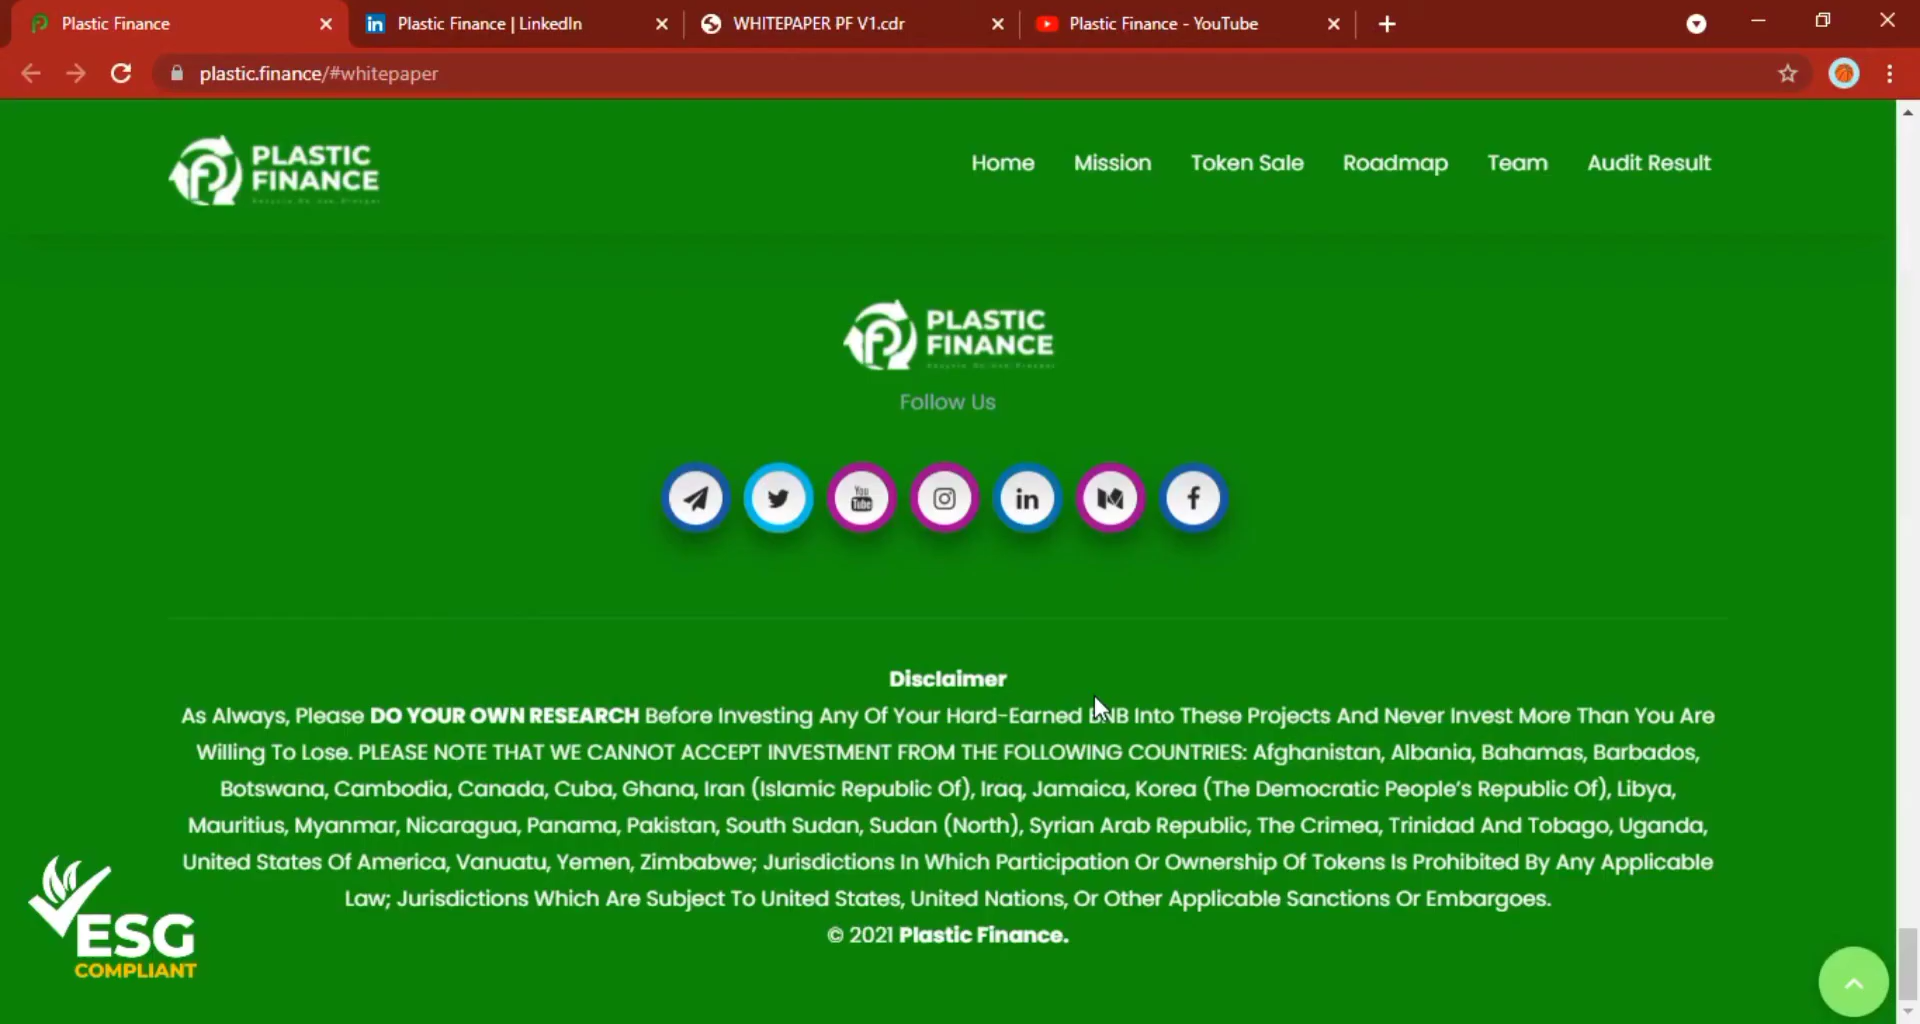 Plastic Finance
Plastic Finance | LinkedIn
WHITEPAPER PF V1.cdr
Plastic Finance - YouTube
plastic.finance/#whitepaper
PLASTIC
FINANCE
Home
Mission
Token Sale
Roadmap
Team
Audit Result
PLASTIC
FINANCE
Follow Us
You
Tube
in
f
Disclaimer
As Always, Please DO YOUR OWN RESEARCH Before Investing Any Of Your Hard-Earned BNB Into These Projects And Never Invest More Than You Are
Willing To Lose. PLEASE NOTE THAT WE CANNOT ACCEPT INVESTMENT FROM THE FOLLOWING COUNTRIES: Afghanistan, Albania, Bahamas, Barbados,
Botswana, Cambodia, Canada, Cuba, Ghana, Iran (Islamic Republic Of), Iraq, Jamaica, Korea (The Democratic People's Republic Of), Libya,
Mauritius, Myanmar, Nicaragua, Panama, Pakistan, South Sudan, Sudan (North), Syrian Arab Republic, The Crimea, Trinidad And Tobago, Uganda,
United States Of America, Vanuatu, Yemen, Zimbabwe; Jurisdictions In Which Participation Or Ownership Of Tokens Is Prohibited By Any Applicable
Law; Jurisdictions Which Are Subject To United States, United Nations, Or Other Applicable Sanctions Or Embargoes.
© 2021 Plastic Finance.
ESG
COMPLIANT